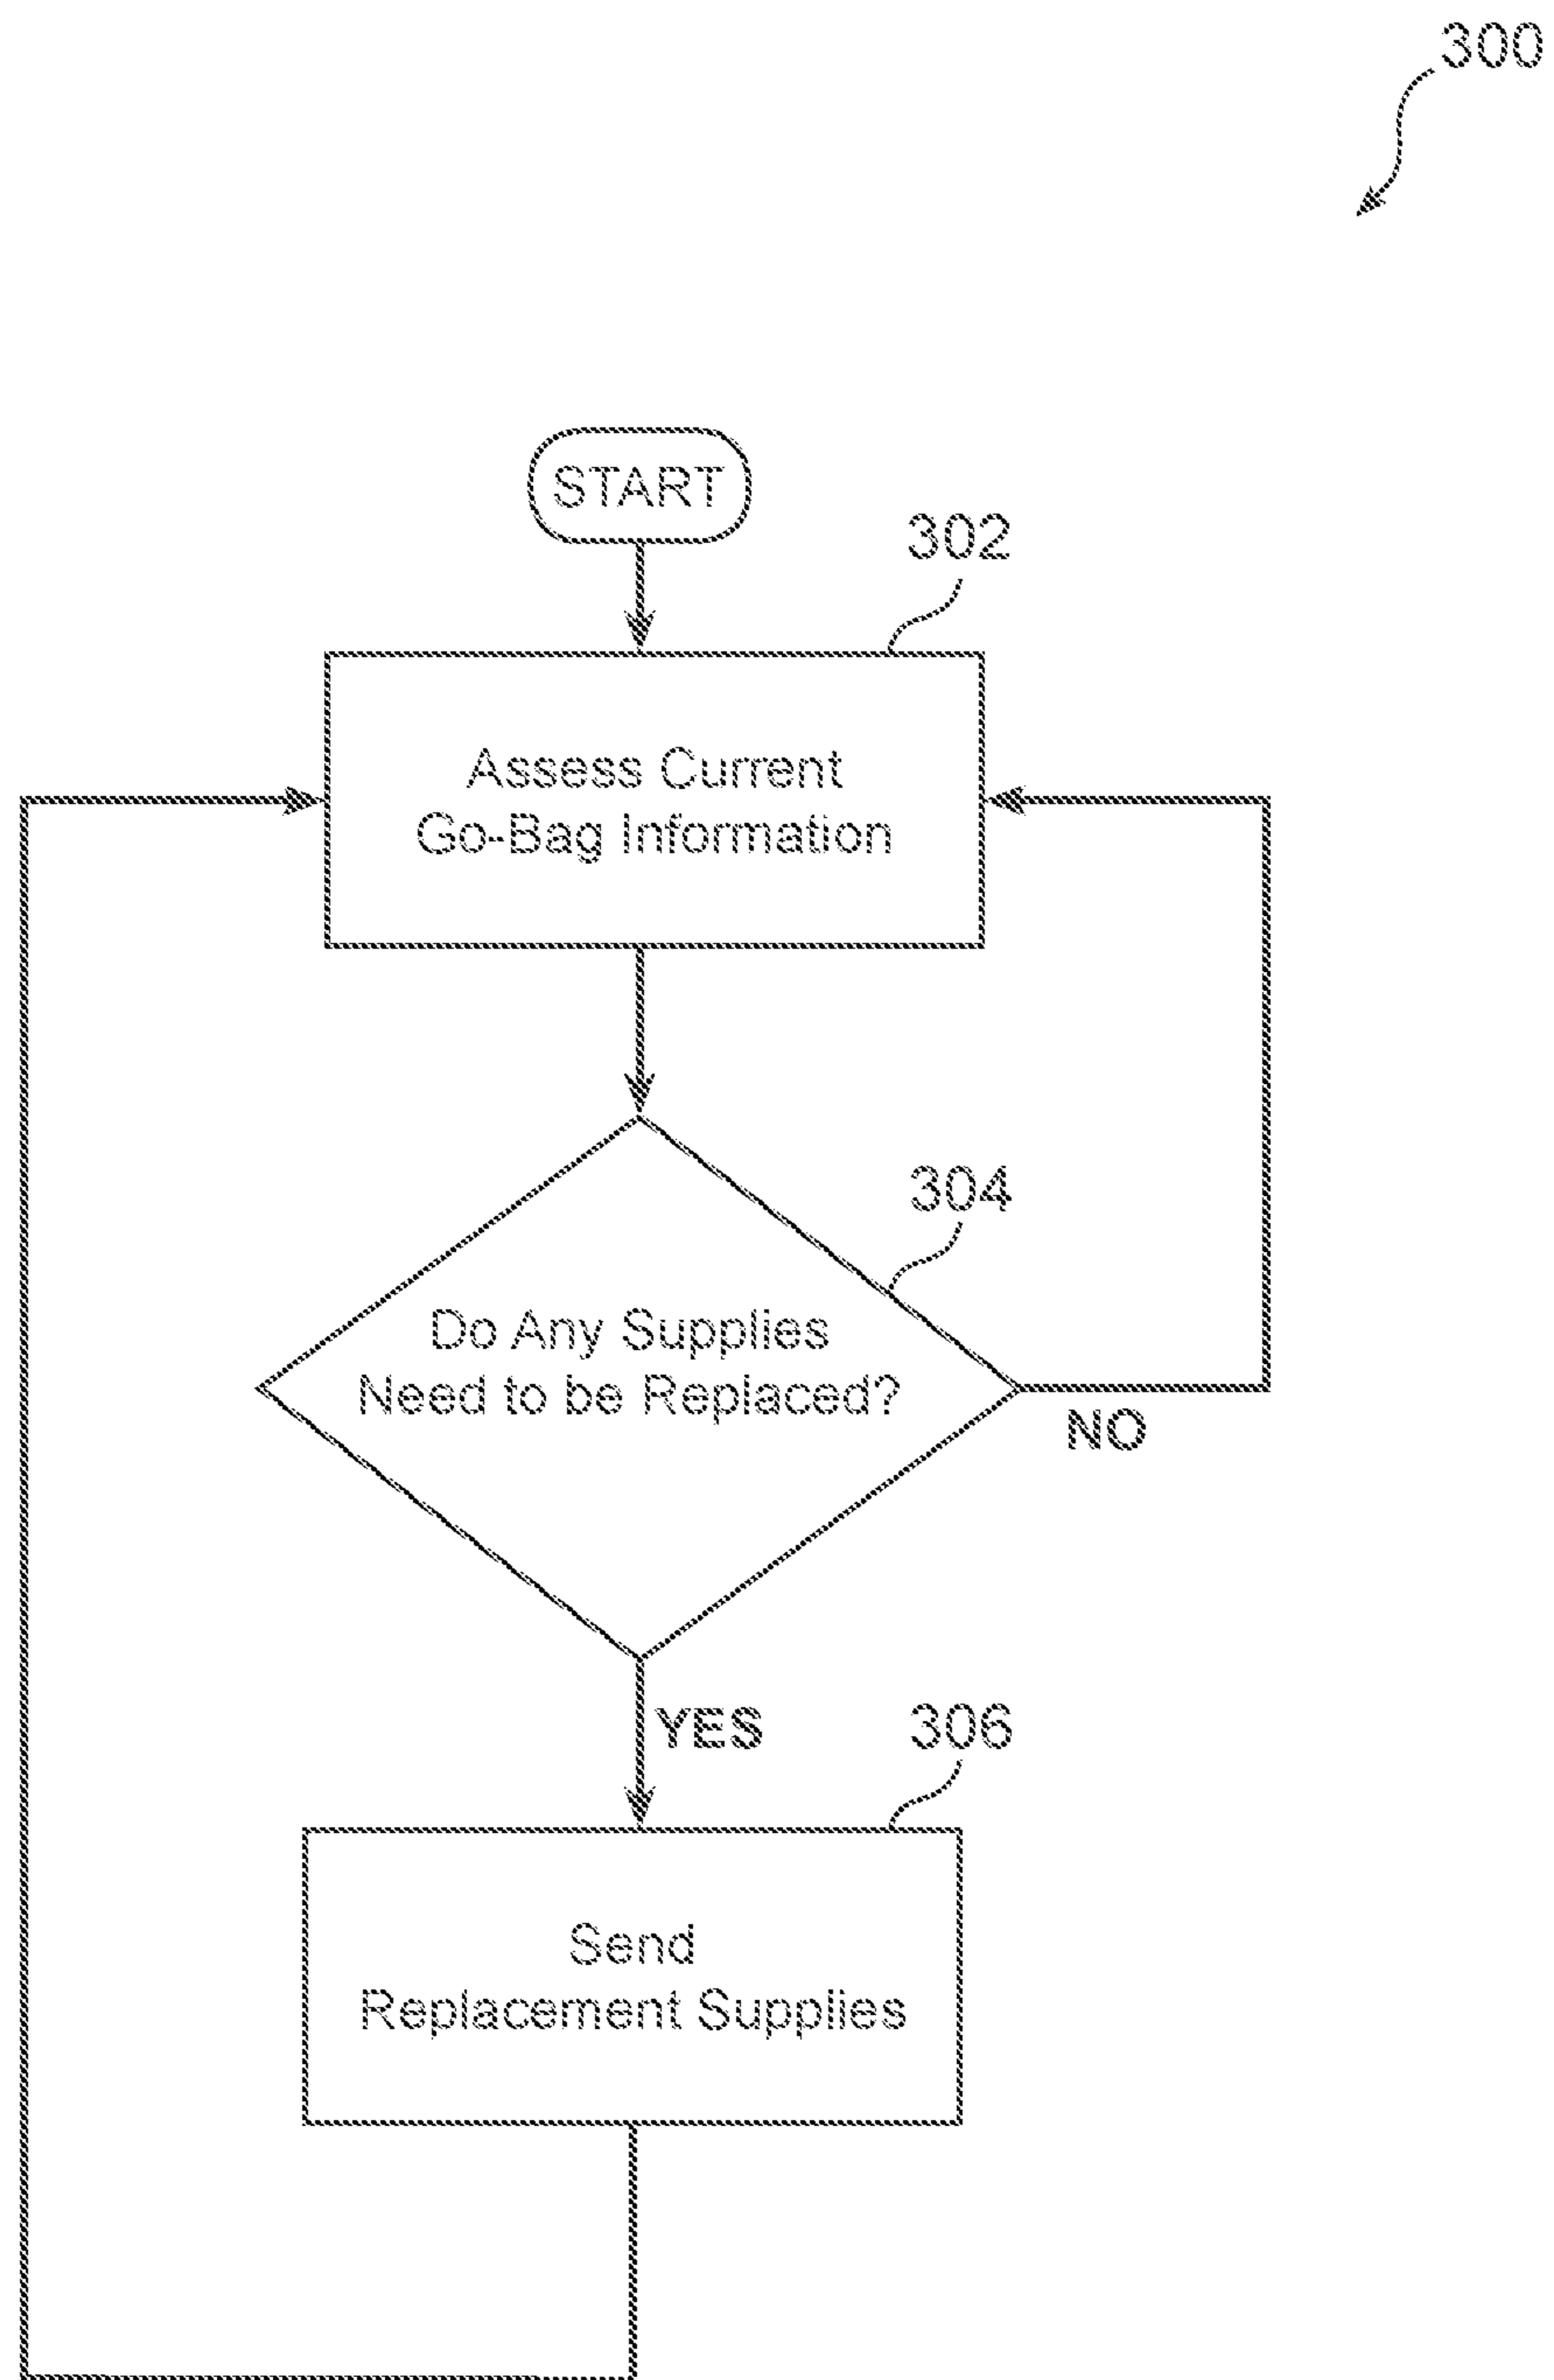 300
START
302
Assess Current
Go-Bag Information
304
Do Any Supplies
Need to be Replaced?
NO
YES
306
Send
Replacement Supplies